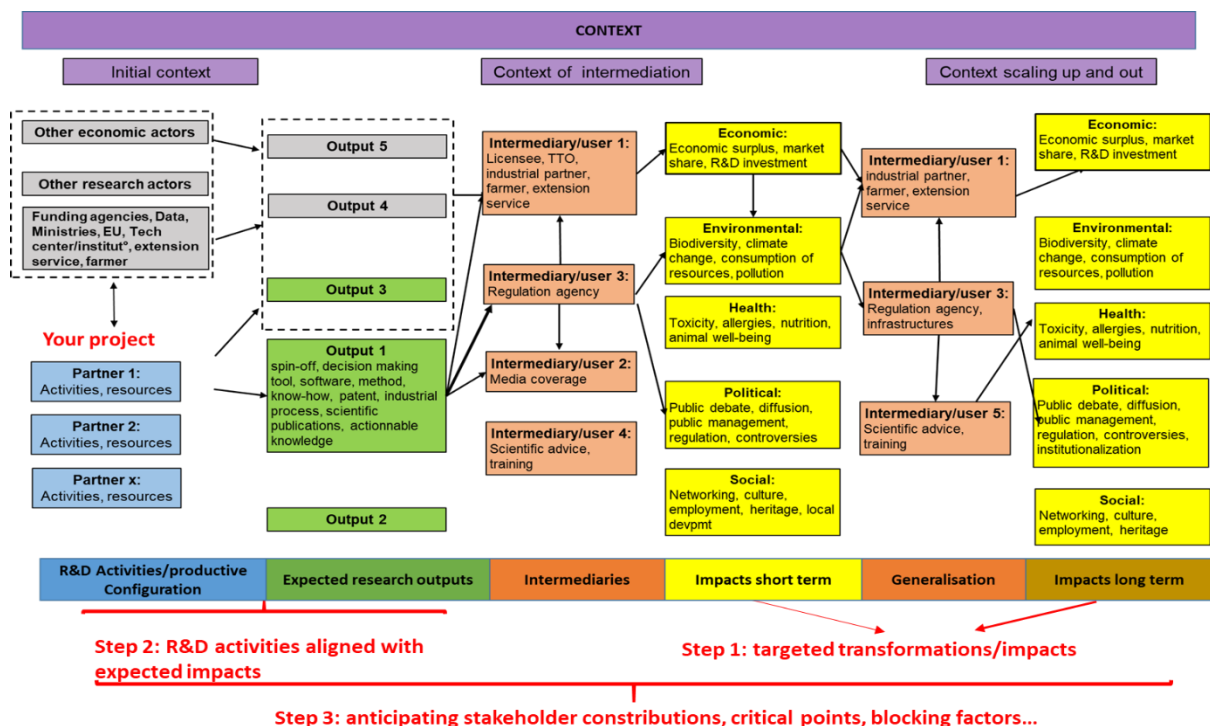 CONTEXT
Initial context
Context of intermediation
Context scaling up and out
Other economic actors
Other research actors
Funding agencies, Data,
Ministries, EU, Tech
center/institut°, extension
service, farmer
Your project
Partner 1:
Activities, resources
Partner 2:
Activities, resources
Partner x:
Activities, resources
Output 5
Output 4
Output 3
Output 1
spin-off, decision making
tool, software, method,
know-how, patent, industrial
process, scientific
publications, actionnable
knowledge
Output 2
Intermediary/user 1:
Licensee, TTO,
industrial partner,
farmer, extension
service
Intermediary/user 3:
Regulation agency
Intermediary/user 2:
Media coverage
Intermediary/user 4:
Scientific advice,
training
Economic:
Economic surplus, market
share, R&D investment
Environmental:
Biodiversity, climate
change, consumption of
resources, pollution
Health:
Toxicity, allergies, nutrition,
animal well-being
Political:
Public debate, diffusion,
public management,
regulation, controversies
Social:
Networking, culture,
employment, heritage, local
devpmt
Intermediary/user 1:
industrial partner,
farmer, extension
service
Intermediary/user 3:
Regulation agency,
infrastructures
Intermediary/user 5:
Scientific advice,
training
Economic:
Economic surplus, market
share, R&D investment
Environmental:
Biodiversity, climate
change, consumption of
resources, pollution
Health:
Toxicity, allergies, nutrition,
animal well-being
Political:
Public debate, diffusion,
public management,
regulation, controversies,
institutionalization
Social:
Networking, culture,
employment, heritage
R&D Activities/productive
Configuration
Expected research outputs
Intermediaries
Impacts short term
Generalisation
Impacts long term
Step 2: R&D activities aligned with
expected impacts
Step 1: targeted transformations/impacts
Step 3: anticipating stakeholder constributions, critical points, blocking factors...